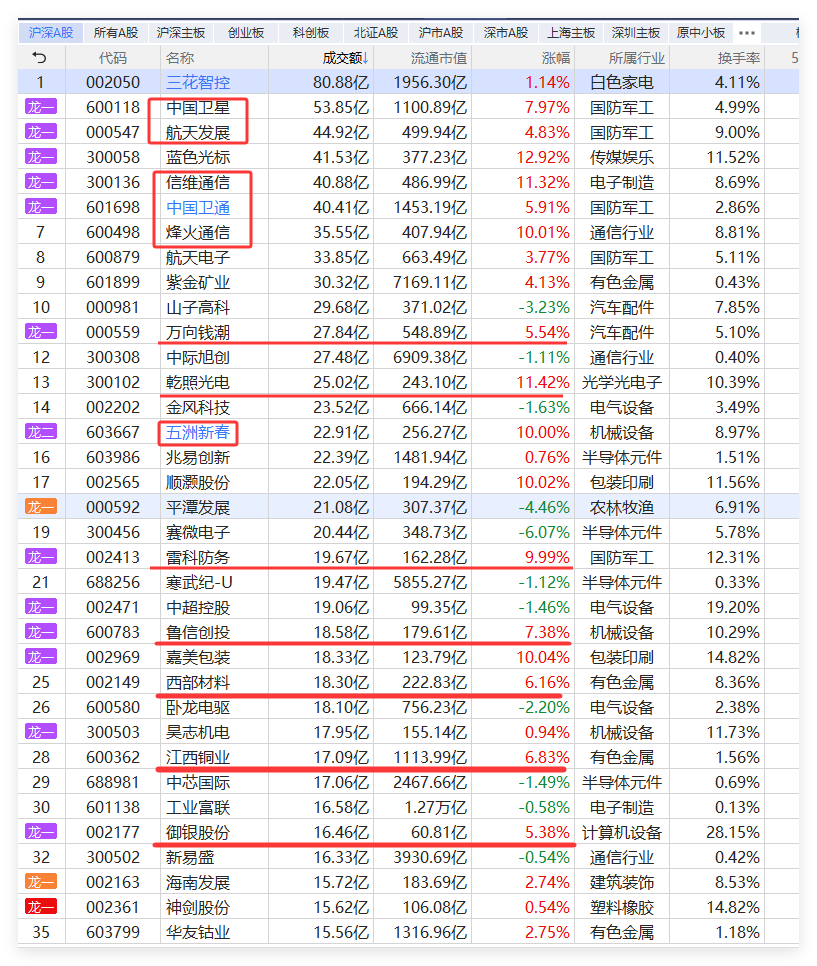 沪深A股 所有A股 沪深主板 创业板 科创板 北证A股 沪市A股 深市A股 上海主板 深圳主板 原中小板 •••
代码 名称 成交额↓ 流通市值 涨幅 所属行业 换手率 5
1 002050 三花智控 80.88亿 1956.30亿 1.14% 白色家电 4.11%
龙一 600118 中国卫星 53.85亿 1100.89亿 7.97% 国防军工 4.99%
龙一 000547 航天发展 44.92亿 499.94亿 4.83% 国防军工 9.00%
龙一 300058 蓝色光标 41.53亿 377.23亿 12.92% 传媒娱乐 11.52%
龙一 300136 信维通信 40.88亿 486.99亿 11.32% 电子制造 8.69%
龙一 601698 中国卫通 40.41亿 1453.19亿 5.91% 国防军工 2.86%
7 600498 烽火通信 35.55亿 407.94亿 10.01% 通信行业 8.81%
8 600879 航天电子 33.85亿 663.49亿 3.77% 国防军工 5.11%
9 601899 紫金矿业 30.32亿 7169.11亿 4.13% 有色金属 0.43%
10 000981 山子高科 29.68亿 371.02亿 -3.23% 汽车配件 7.85%
龙一 000559 万向钱潮 27.84亿 548.89亿 5.54% 汽车配件 5.10%
12 300308 中际旭创 27.48亿 6909.38亿 -1.11% 通信行业 0.40%
13 300102 乾照光电 25.02亿 243.10亿 11.42% 光学光电子 10.39%
14 002202 金风科技 23.52亿 666.14亿 -1.63% 电气设备 3.49%
龙二 603667 五洲新春 22.91亿 256.27亿 10.00% 机械设备 8.97%
16 603986 兆易创新 22.39亿 1481.94亿 0.76% 半导体元件 1.51%
17 002565 顺灏股份 22.05亿 194.29亿 10.02% 包装印刷 11.56%
龙一 000592 平潭发展 21.08亿 307.37亿 -4.46% 农林牧渔 6.91%
19 300456 赛微电子 20.44亿 348.73亿 -6.07% 半导体元件 5.78%
龙一 002413 雷科防务 19.67亿 162.28亿 9.99% 国防军工 12.31%
21 688256 寒武纪-U 19.47亿 5855.27亿 -1.12% 半导体元件 0.33%
龙一 002471 中超控股 19.06亿 99.35亿 -1.46% 电气设备 19.20%
龙一 600783 鲁信创投 18.58亿 179.61亿 7.38% 机械设备 10.29%
龙一 002969 嘉美包装 18.33亿 123.79亿 10.04% 包装印刷 14.82%
25 002149 西部材料 18.30亿 222.83亿 6.16% 有色金属 8.36%
26 600580 卧龙电驱 18.10亿 756.23亿 -2.20% 电气设备 2.38%
龙一 300503 昊志机电 17.95亿 155.14亿 0.94% 机械设备 11.73%
28 600362 江西铜业 17.09亿 1113.99亿 6.83% 有色金属 1.56%
29 688981 中芯国际 17.06亿 2467.66亿 -1.49% 半导体元件 0.69%
30 601138 工业富联 16.58亿 1.27万亿 -0.58% 电子制造 0.13%
龙一 002177 御银股份 16.46亿 60.81亿 5.38% 计算机设备 28.15%
32 300502 新易盛 16.33亿 3930.69亿 -0.54% 通信行业 0.42%
龙一 002163 海南发展 15.72亿 183.69亿 2.74% 建筑装饰 8.53%
龙一 002361 神剑股份 15.62亿 106.08亿 0.54% 塑料橡胶 14.82%
35 603799 华友钴业 15.56亿 1316.96亿 2.75% 有色金属 1.18%